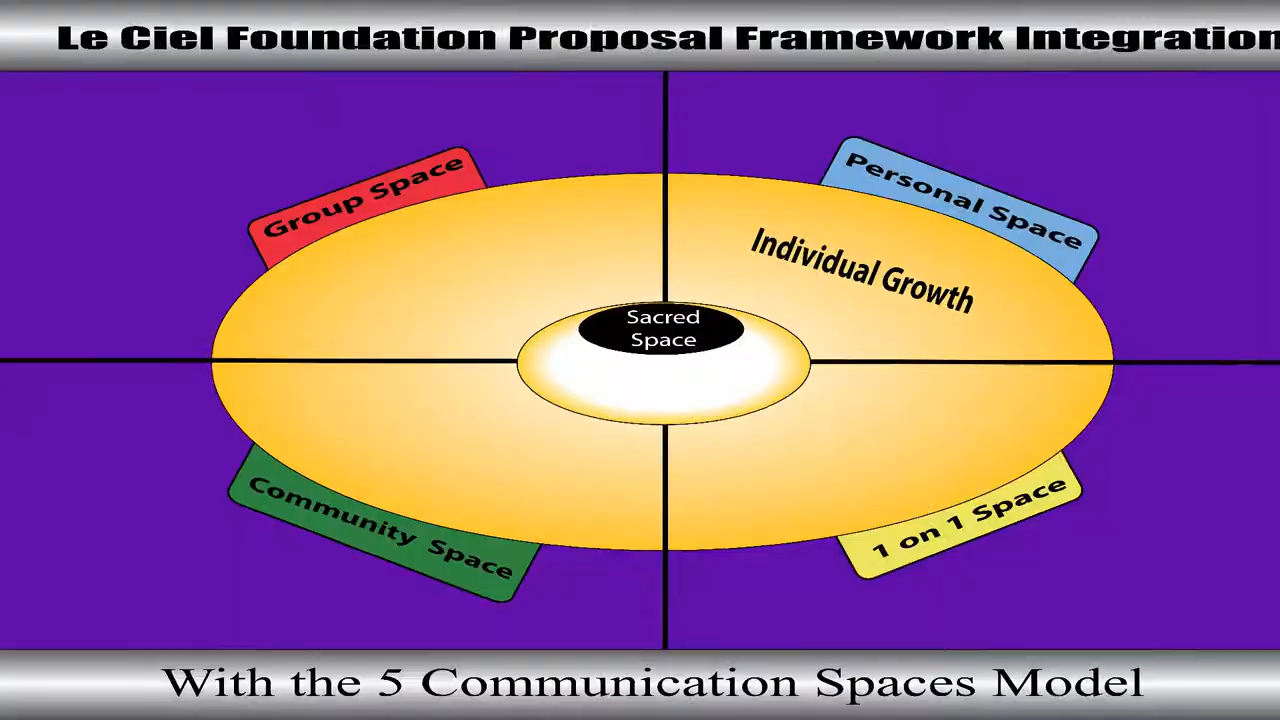 Le Ciel Foundation Proposal Framework Integration
Group Space
Personal Space
Individual Growth
Sacred
Space
Community Space
1 on 1 Space
With the 5 Communication Spaces Model